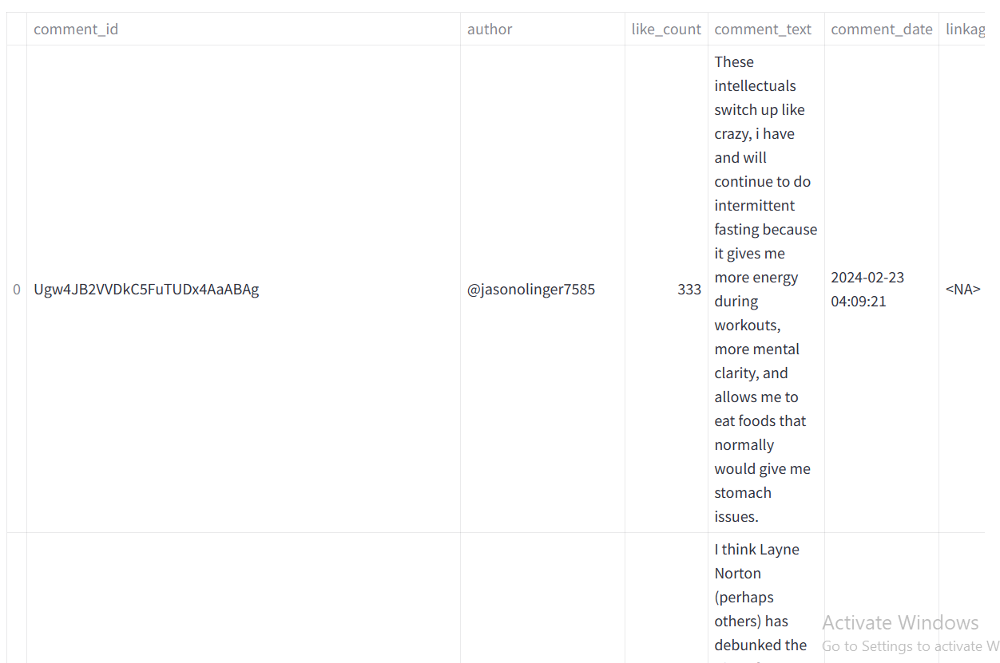 comment_id author like_count comment_text comment_date linkag
These
intellectuals
switch up like
crazy, i have
and will
continue to do
intermittent
fasting because
it gives me
more energy
during
workouts,
more mental
clarity, and
allows me to
eat foods that
normally
would give me
stomach
issues.
0 Ugw4JB2VVDkC5FuTUDx4AaABAg @jasonolinger7585 333 2024-02-23 <NA>
04:09:21
I think Layne
Norton
(perhaps
others) has
debunked the
Activate Windows
Go to Settings to activate W